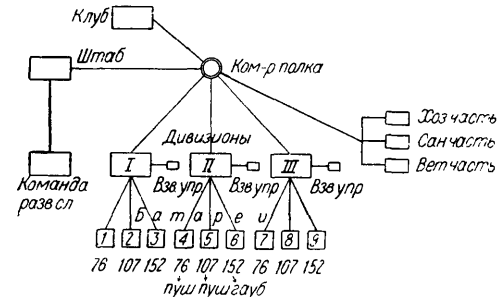 Клуб
Штаб
Ком-р полка
Хоз часть
Сан часть
Вет часть
Дивизионы
I II III
Команда
разв сл
Взв упр Взв упр Взв упр
Батареи
1 2 3 4 5 6 7 8 9
76 107 152 76 107 152 76 107 152
пуш пуш гауб